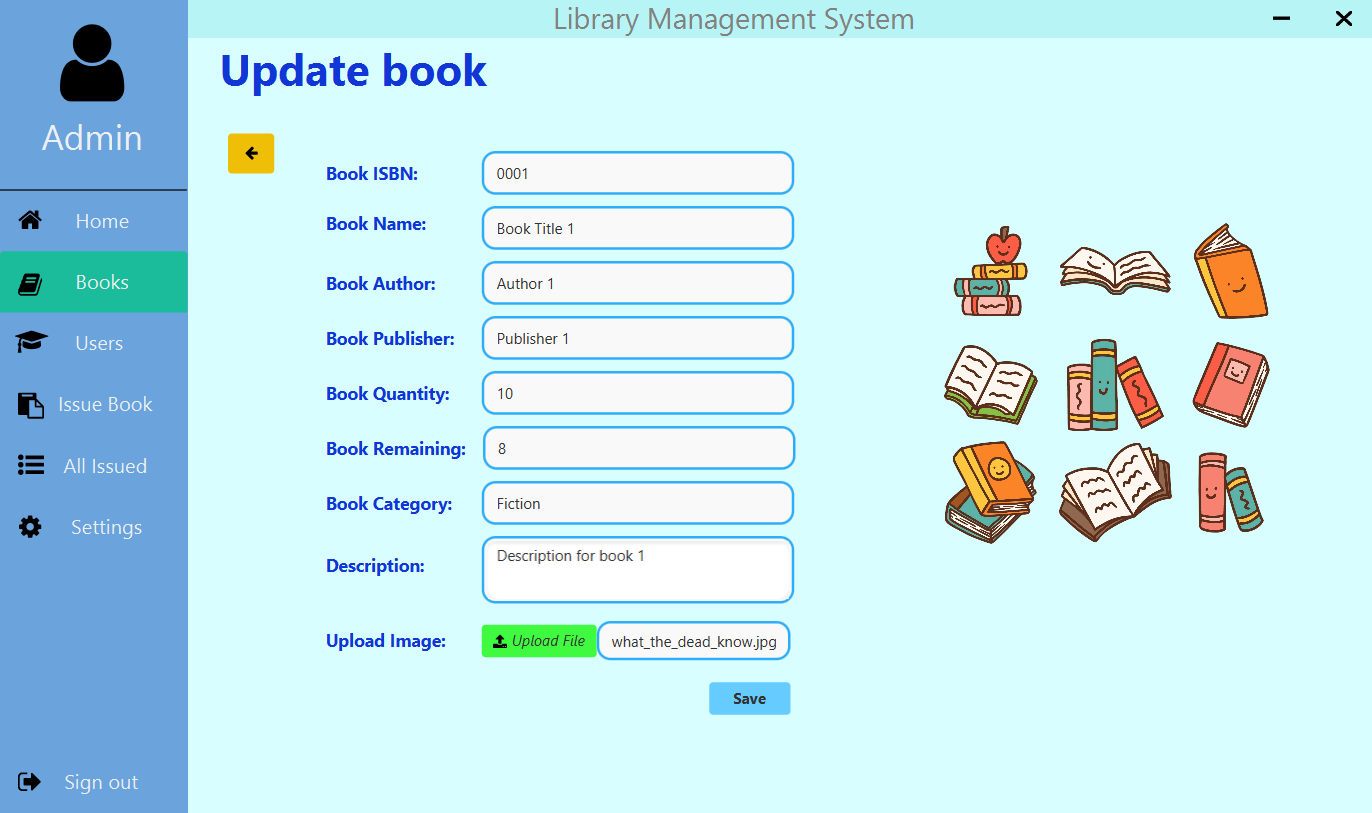 Library Management System
Admin
Home
Books
Users
Issue Book
All Issued
Settings
Sign out
Update book
Book ISBN: 0001
Book Name: Book Title 1
Book Author: Author 1
Book Publisher: Publisher 1
Book Quantity: 10
Book Remaining: 8
Book Category: Fiction
Description: Description for book 1
Upload Image: Upload File what_the_dead_know.jpg
Save